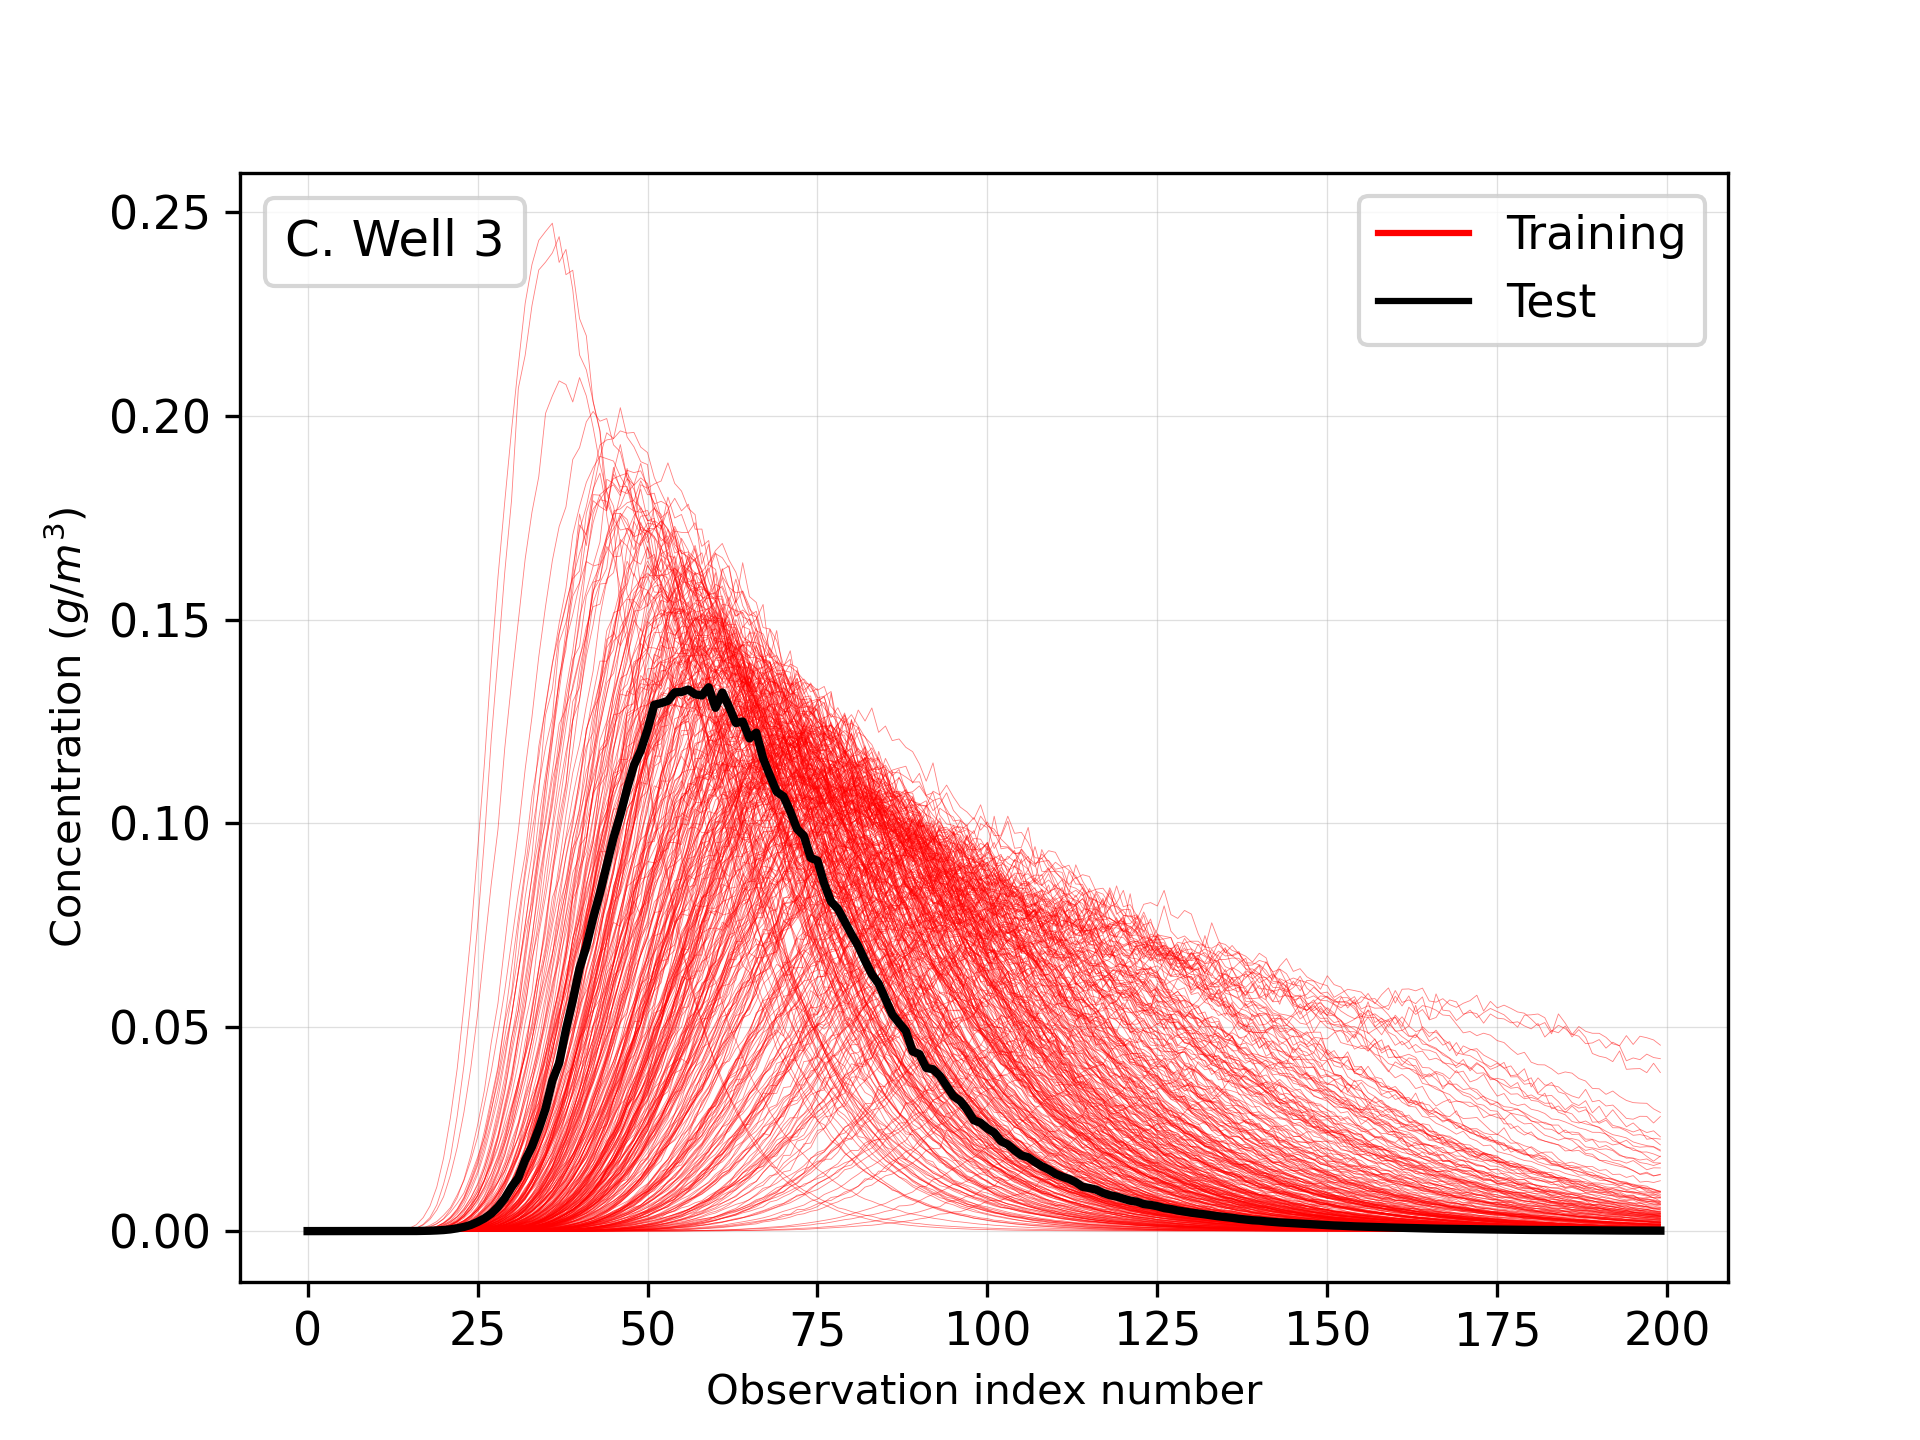 C. Well 3
Training
Test
0.25
0.20
0.15
0.10
0.05
0.00
Concentration (g/m³)
0 25 50 75 100 125 150 175 200
Observation index number